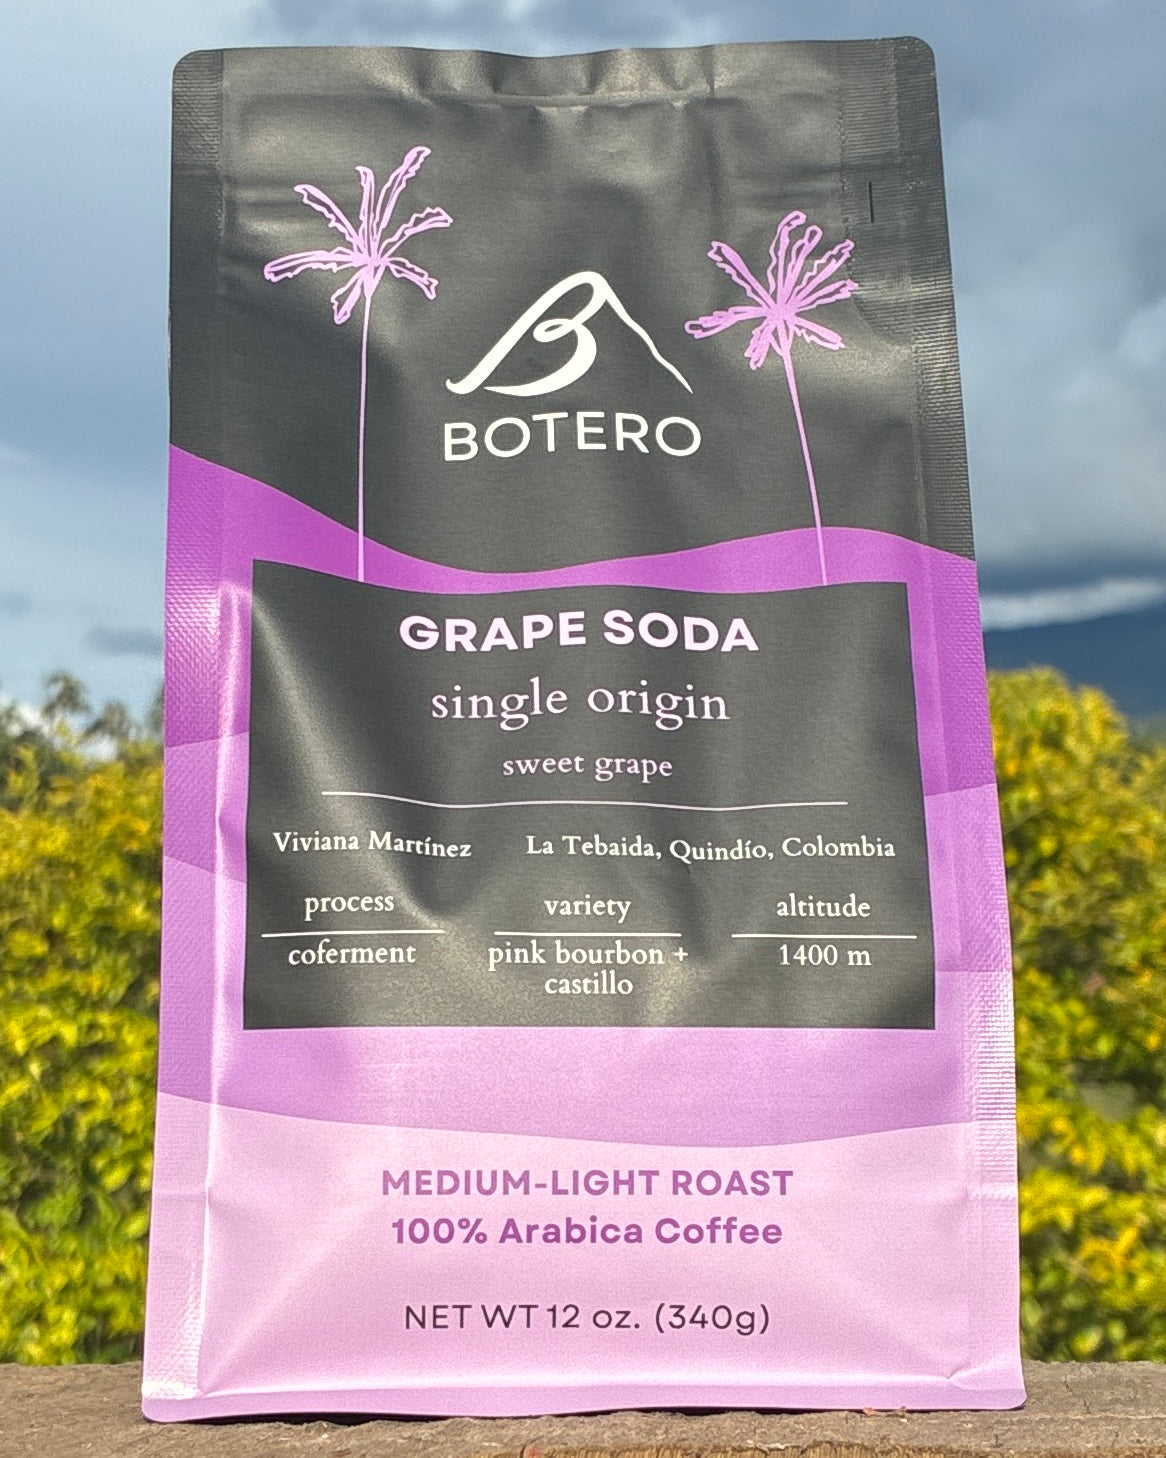 BOTERO
GRAPE SODA
single origin
sweet grape
Viviana Martínez La Tebaida, Quindío, Colombia
process variety altitude
coferment pink bourbon + 1400 m
castillo
MEDIUM-LIGHT ROAST
100% Arabica Coffee
NET WT 12 oz. (340g)